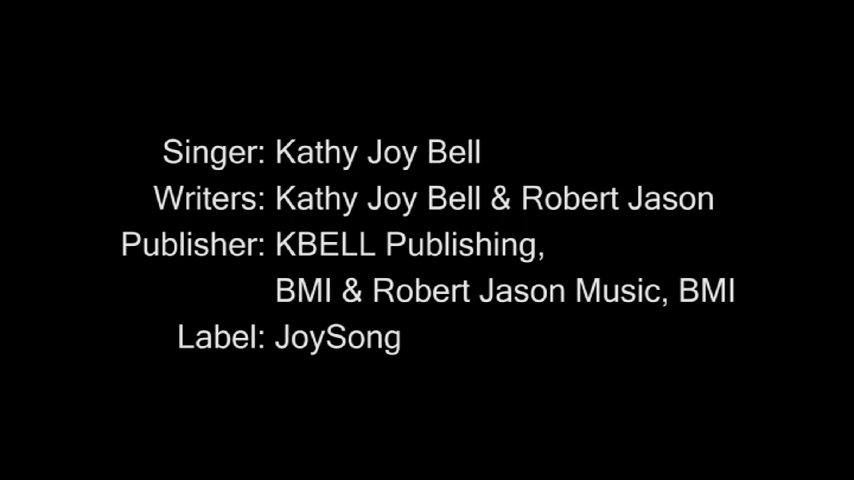 Singer: Kathy Joy Bell
Writers: Kathy Joy Bell & Robert Jason
Publisher: KBELL Publishing,
BMI & Robert Jason Music, BMI
Label: JoySong